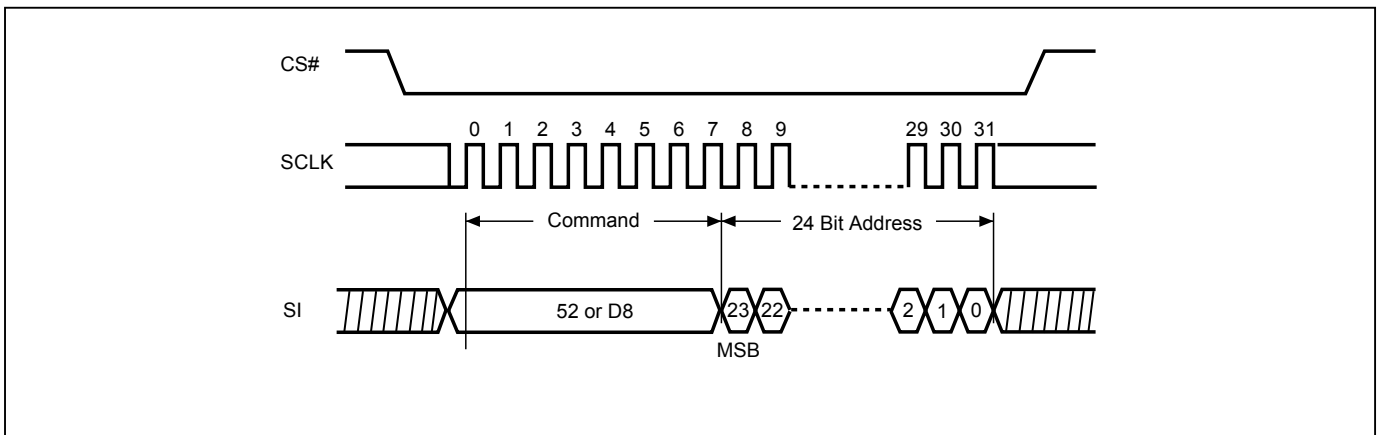 CS#
0 1 2 3 4 5 6 7 8 9 29 30 31
SCLK
Command 24 Bit Address
SI 52 or D8 23 22 2 1 0
MSB